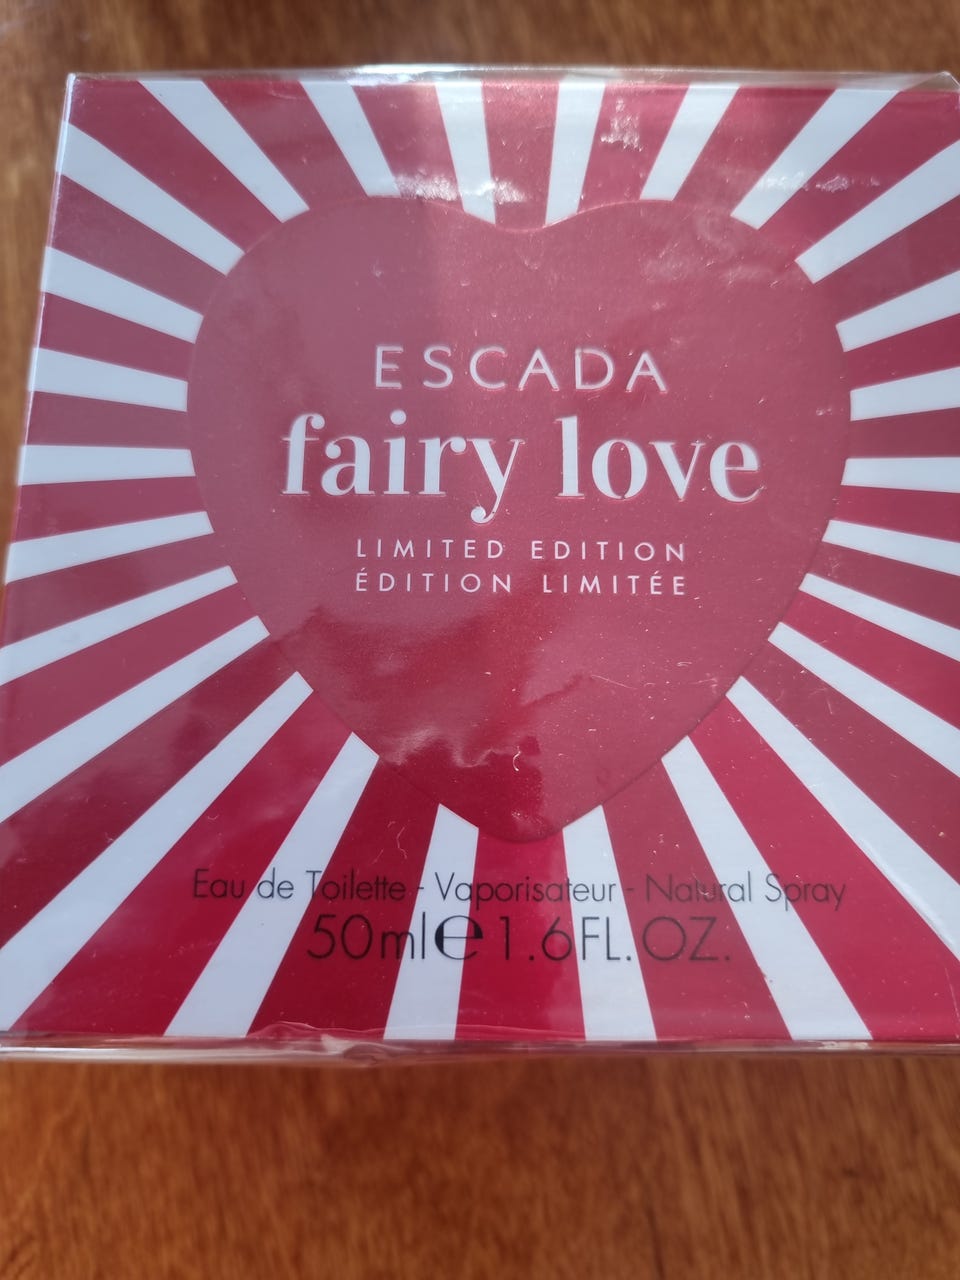 ESCADA
fairy love
LIMITED EDITION
ÉDITION LIMITÉE
Eau de Toilette - Vaporisateur - Natural Spray
50ml℮ 1.6FL. OZ.